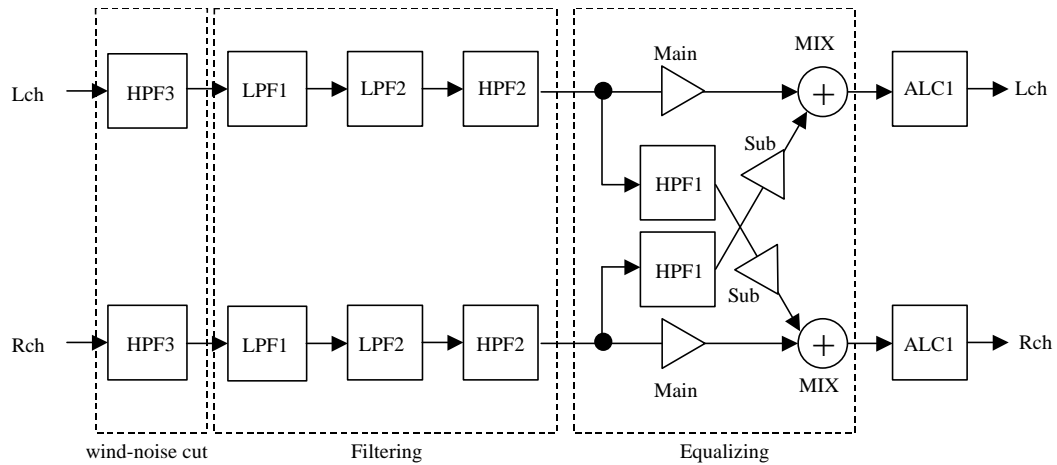 Main
MIX
Lch
HPF3
LPF1
LPF2
HPF2
+
ALC1
Lch
Sub
HPF1
HPF1
Sub
Rch
HPF3
LPF1
LPF2
HPF2
+
ALC1
Rch
Main
MIX
wind-noise cut
Filtering
Equalizing